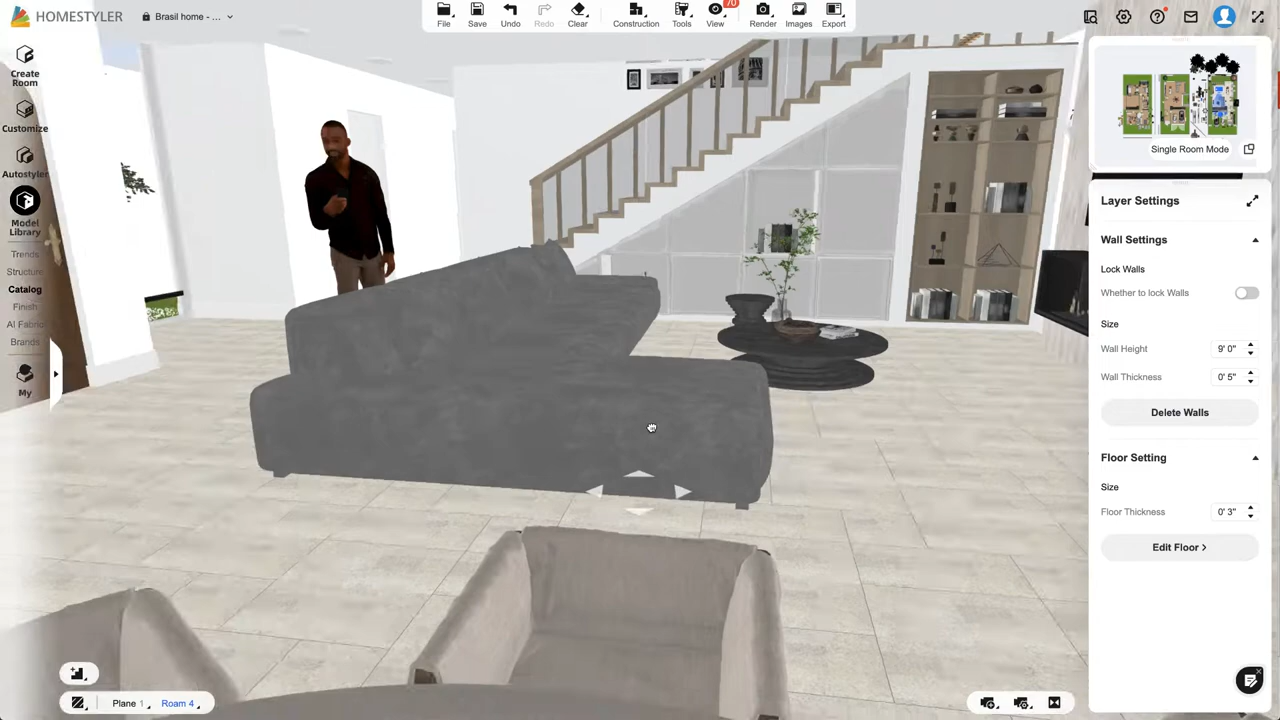 HOMESTYLER
Brasil home - ...
File
Save
Undo
Redo
Clear
Construction
Tools
View
70
Render
Images
Export
Create
Room
Customize
Autostyler
Model
Library
Trends
Structure
Catalog
Finish
AI Fabric
Brands
My
Single Room Mode
Layer Settings
Wall Settings
Lock Walls
Whether to lock Walls
Size
Wall Height
9' 0"
Wall Thickness
0' 5"
Delete Walls
Floor Setting
Size
Floor Thickness
0' 3"
Edit Floor >
Plane 1
Roam 4